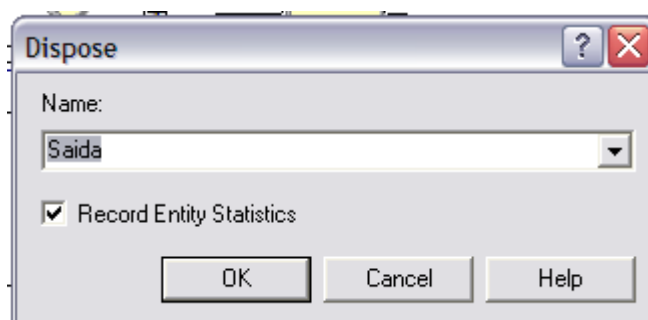 Dispose
Name:
Saida
Record Entity Statistics
OK Cancel Help